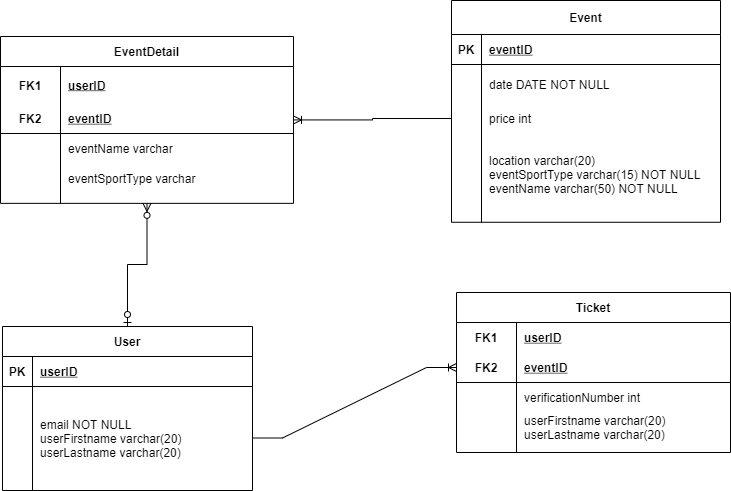 EventDetail
FK1 userID
FK2 eventID
eventName varchar
eventSportType varchar
Event
PK eventID
date DATE NOT NULL
price int
location varchar(20)
eventSportType varchar(15) NOT NULL
eventName varchar(50) NOT NULL
User
PK userID
email NOT NULL
userFirstname varchar(20)
userLastname varchar(20)
Ticket
FK1 userID
FK2 eventID
verificationNumber int
userFirstname varchar(20)
userLastname varchar(20)